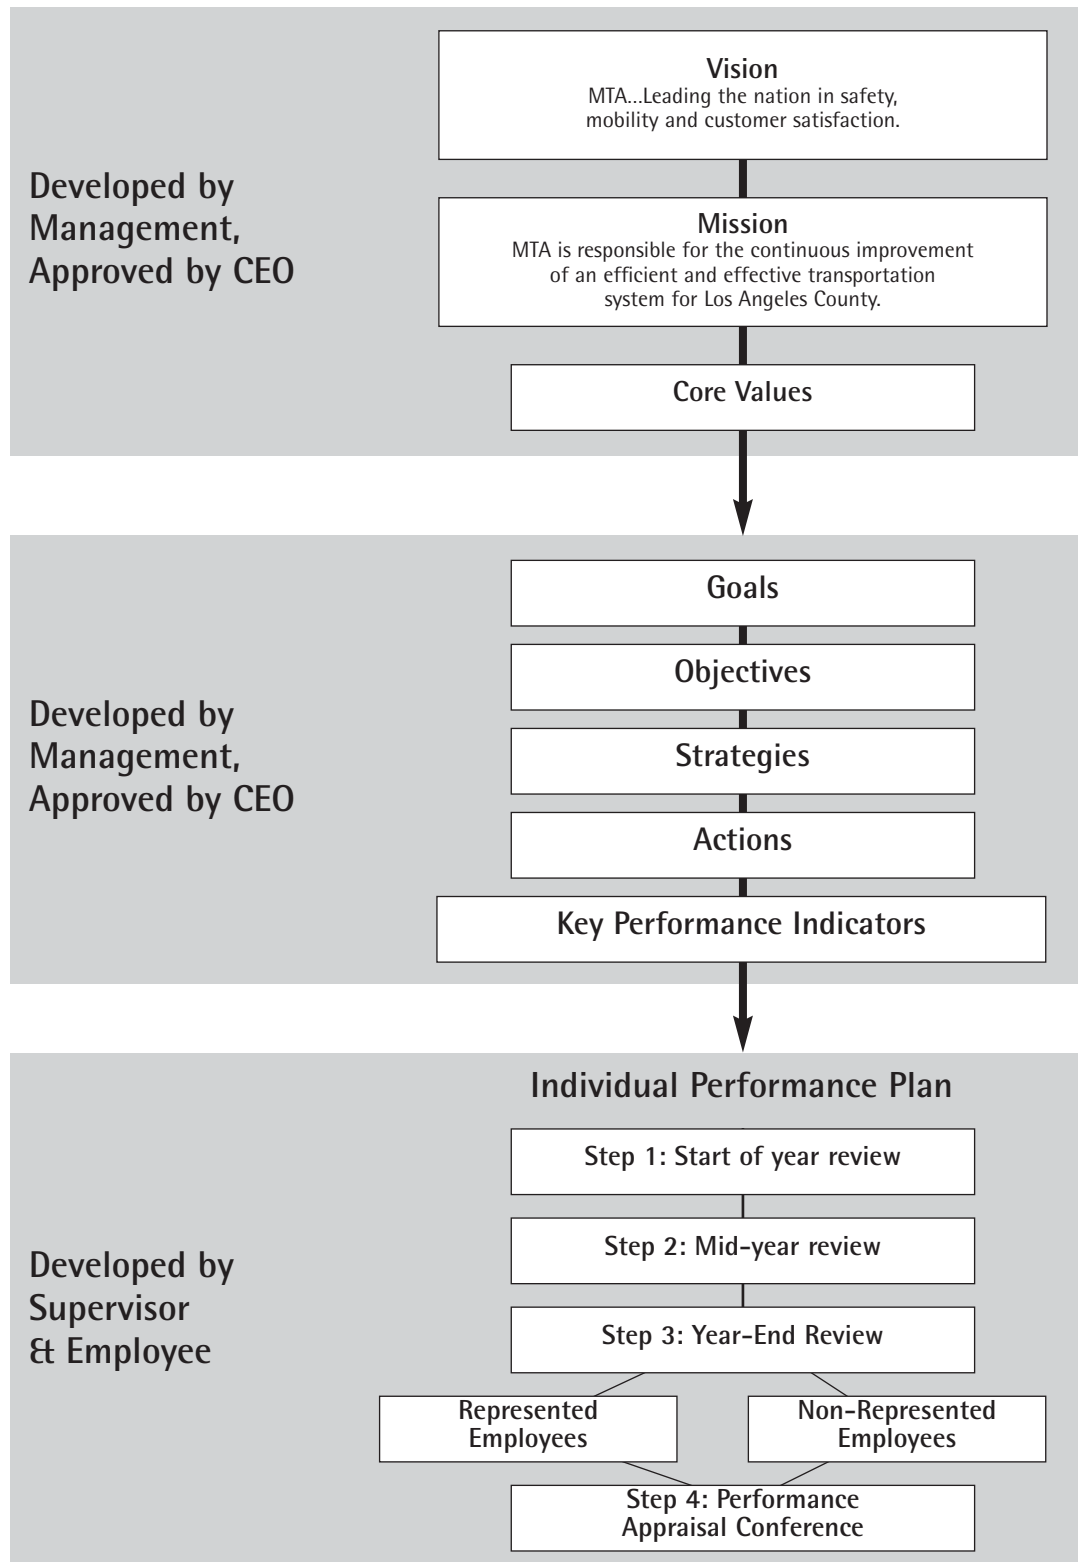 Vision
MTA...Leading the nation in safety,
mobility and customer satisfaction.
Developed by
Management,
Approved by CEO
Mission
MTA is responsible for the continuous improvement
of an efficient and effective transportation
system for Los Angeles County.
Core Values
Goals
Objectives
Developed by
Management,
Approved by CEO
Strategies
Actions
Key Performance Indicators
Individual Performance Plan
Step 1: Start of year review
Step 2: Mid-year review
Developed by
Supervisor
& Employee
Step 3: Year-End Review
Represented
Employees
Non-Represented
Employees
Step 4: Performance
Appraisal Conference